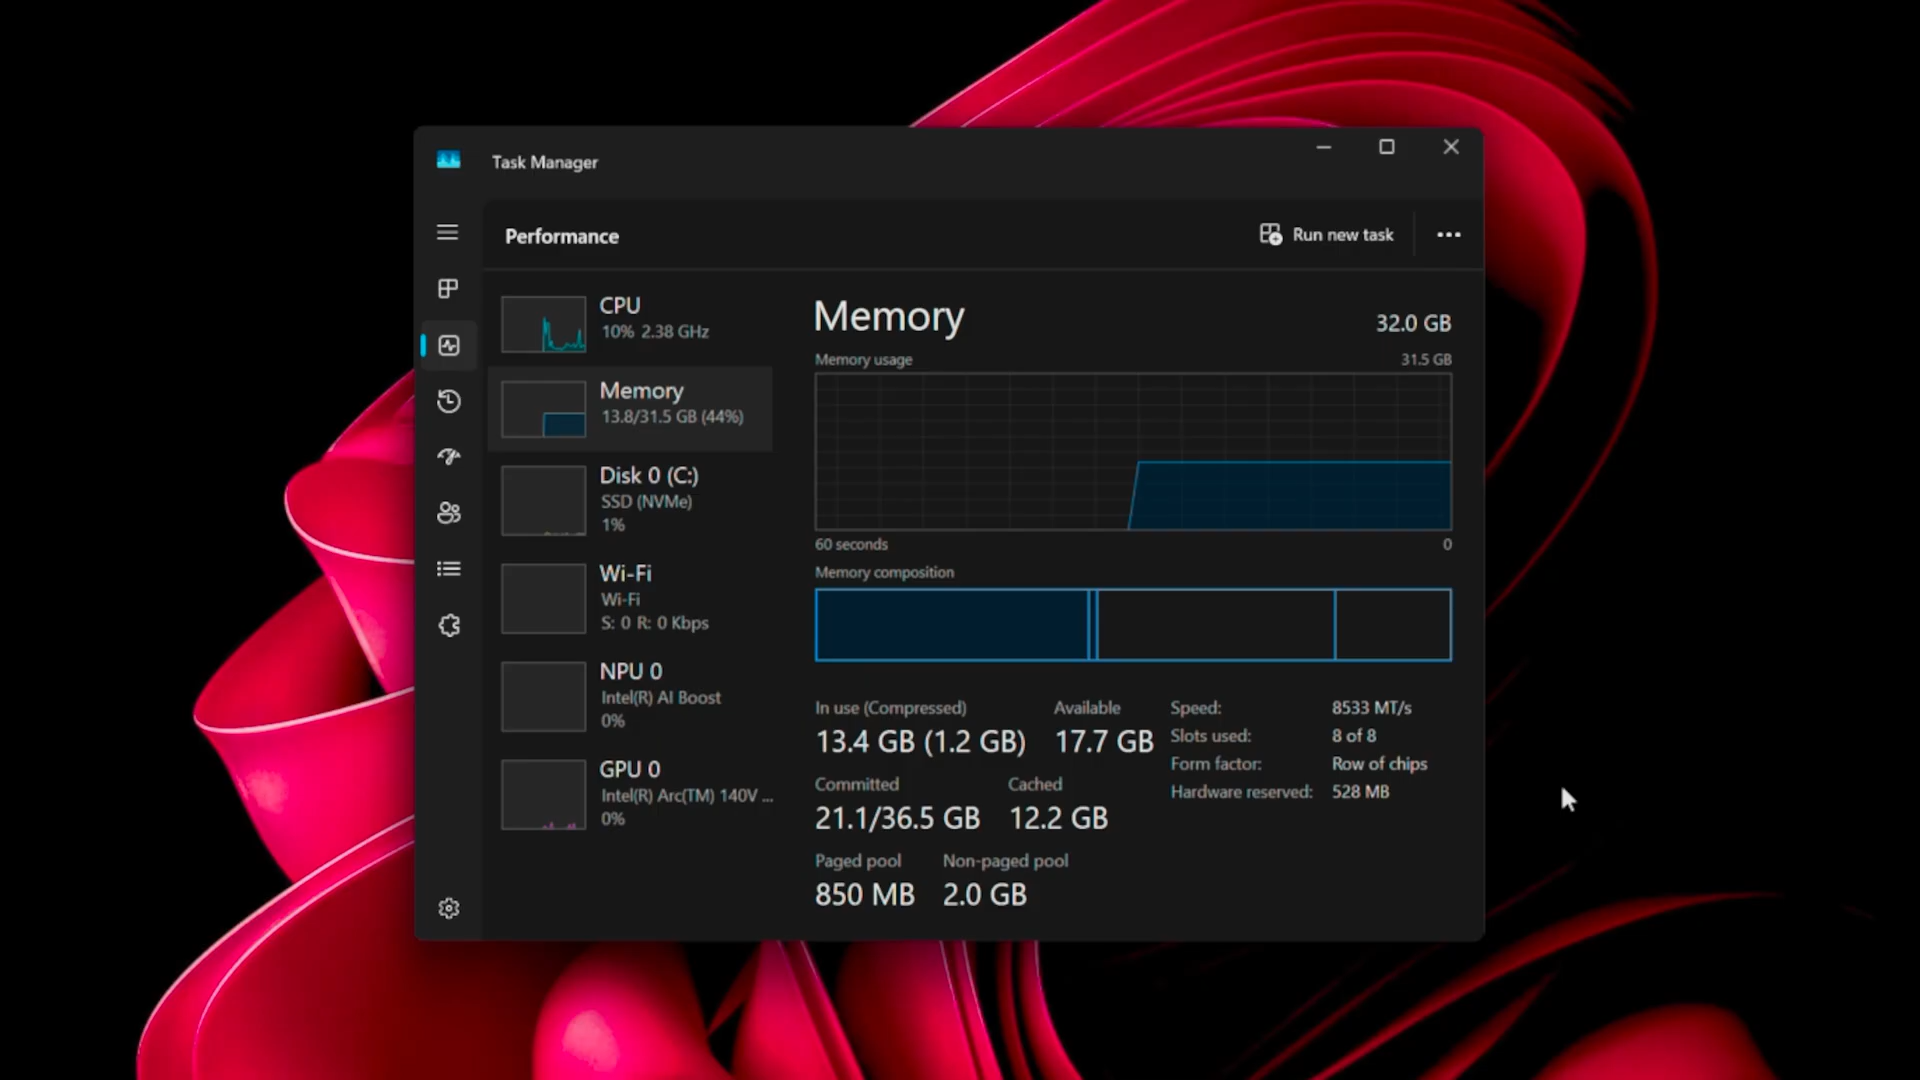 Task Manager
Performance
Run new task
CPU
10% 2.38 GHz
Memory
13.8/31.5 GB (44%)
Disk 0 (C:)
SSD (NVMe)
1%
Wi-Fi
Wi-Fi
S: 0 R: 0 Kbps
NPU 0
Intel(R) AI Boost
0%
GPU 0
Intel(R) Arc(TM) 140V ...
0%
Memory
32.0 GB
Memory usage
31.5 GB
60 seconds
0
Memory composition
In use (Compressed)
13.4 GB (1.2 GB)
Available
17.7 GB
Committed
21.1/36.5 GB
Cached
12.2 GB
Paged pool
850 MB
Non-paged pool
2.0 GB
Speed: 8533 MT/s
Slots used: 8 of 8
Form factor: Row of chips
Hardware reserved: 528 MB